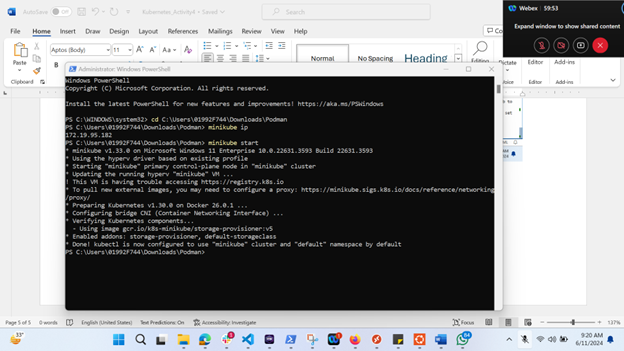 AutoSave Off
Kubernetes_Activity4 • Saved
Search
File Home Insert Draw Design Layout References Mailings Review View Help
Webex 59:53
Expand window to show shared content
Paste
Clipboard
Aptos (Body) 11
Normal
No Spacing
Heading
Dictate
Editor
Add-ins
Voice
Editor
Add-ins
Administrator: Windows PowerShell
Windows PowerShell
Copyright (C) Microsoft Corporation. All rights reserved.
Install the latest PowerShell for new features and improvements! https://aka.ms/PSWindows
PS C:\WINDOWS\system32> cd C:\Users\01992F744\Downloads\Podman
PS C:\Users\01992F744\Downloads\Podman> minikube ip
172.19.95.182
PS C:\Users\01992F744\Downloads\Podman> minikube start
* minikube v1.33.0 on Microsoft Windows 11 Enterprise 10.0.22631.3593 Build 22631.3593
* Using the hyperv driver based on existing profile
* Starting "minikube" primary control-plane node in "minikube" cluster
* Updating the running hyperv "minikube" VM ...
! This VM is having trouble accessing https://registry.k8s.io
* To pull new external images, you may need to configure a proxy: https://minikube.sigs.k8s.io/docs/reference/networking
/proxy/
* Preparing Kubernetes v1.30.0 on Docker 26.0.1 ...
* Configuring bridge CNI (Container Networking Interface) ...
* Verifying Kubernetes components...
- Using image gcr.io/k8s-minikube/storage-provisioner:v5
* Enabled addons: storage-provisioner, default-storageclass
* Done! kubectl is now configured to use "minikube" cluster and "default" namespace by default
PS C:\Users\01992F744\Downloads\Podman>
Page 5 of 5 0 words English (United States) Text Predictions: On Accessibility: Investigate Focus 137%
33°
9:20 AM
6/11/2024